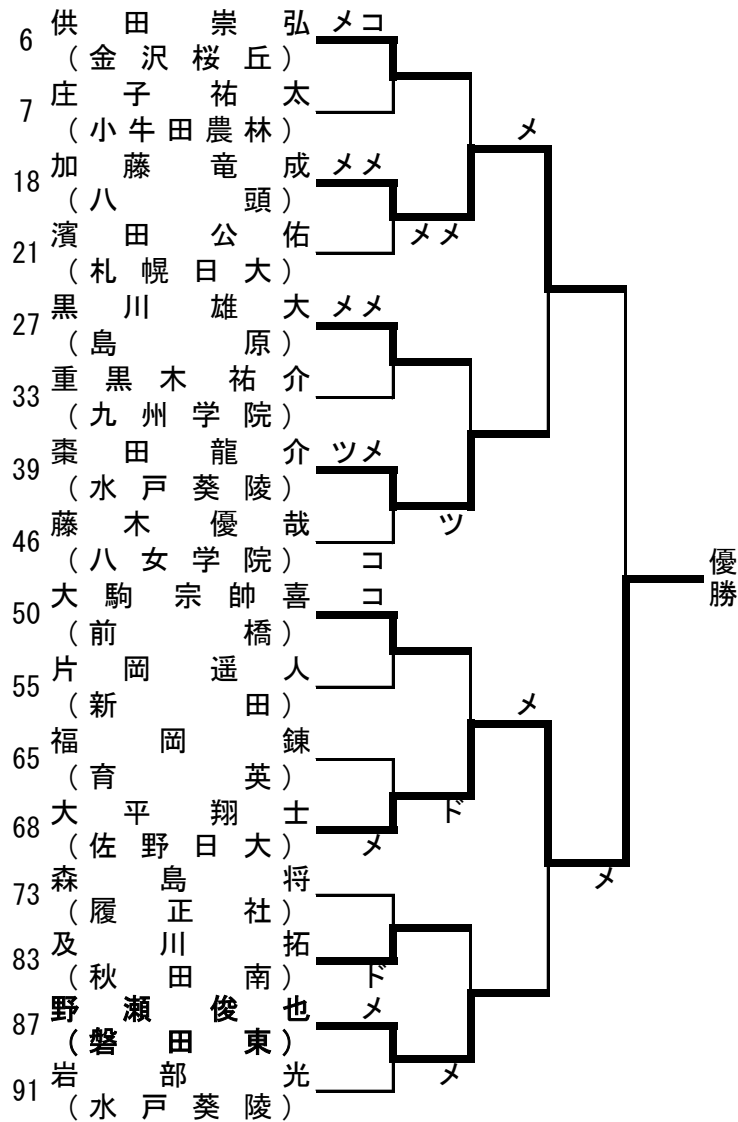 6 供田崇弘 メコ
(金沢桜丘)
7 庄子祐太
(小牛田農林)
メ
18 加藤竜成 メメ
(八頭)
21 濱田公佑 メメ
(札幌日大)
27 黒川雄大 メメ
(島原)
33 重黒木祐介
(九州学院)
39 棗田龍介 ツメ
(水戸葵陵)
46 藤木優哉 ツ
(八女学院) コ
優勝
50 大駒宗帥喜 コ
(前橋)
55 片岡遥人
(新田)
メ
65 福岡錬
(育英)
68 大平翔士 ド
(佐野日大) メ
73 森島将 メ
(履正社)
83 及川拓
(秋田南) ド
87 野瀬俊也 メ
(磐田東)
91 岩部光 メ
(水戸葵陵)